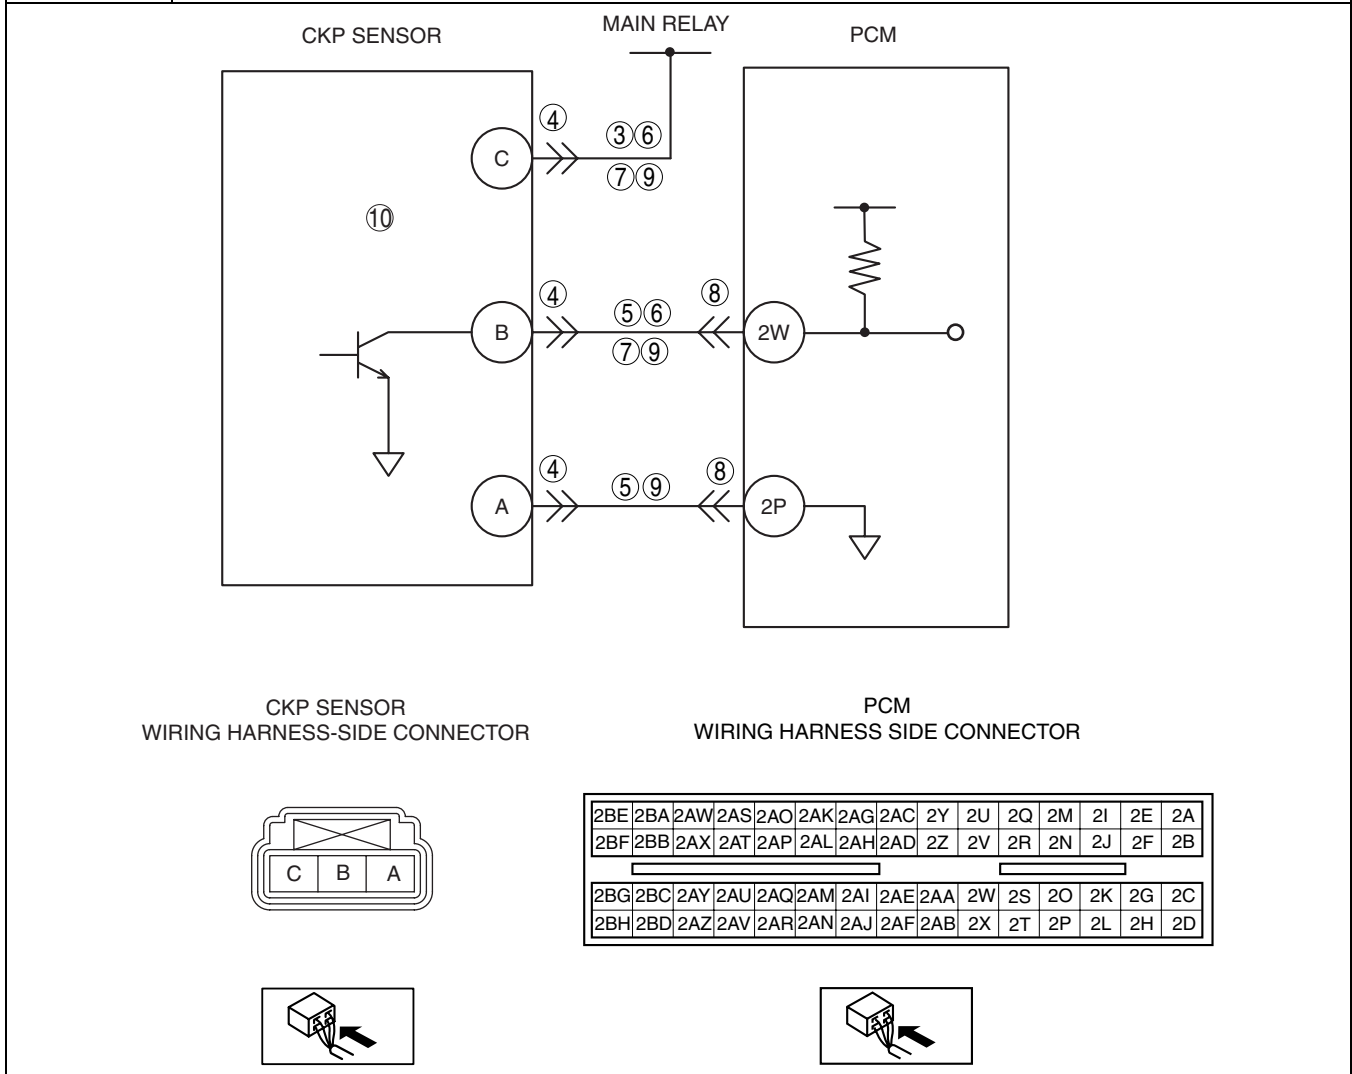 CKP SENSOR
MAIN RELAY
PCM
④
③⑥
C
⑦⑨
⑩
④
⑤⑥
⑧
B
2W
⑦⑨
④
⑤⑨
⑧
A
2P
CKP SENSOR
WIRING HARNESS-SIDE CONNECTOR
PCM
WIRING HARNESS SIDE CONNECTOR
C B A
2BE 2BA 2AW 2AS 2AO 2AK 2AG 2AC 2Y 2U 2Q 2M 2I 2E 2A
2BF 2BB 2AX 2AT 2AP 2AL 2AH 2AD 2Z 2V 2R 2N 2J 2F 2B
2BG 2BC 2AY 2AU 2AQ 2AM 2AI 2AE 2AA 2W 2S 2O 2K 2G 2C
2BH 2BD 2AZ 2AV 2AR 2AN 2AJ 2AF 2AB 2X 2T 2P 2L 2H 2D